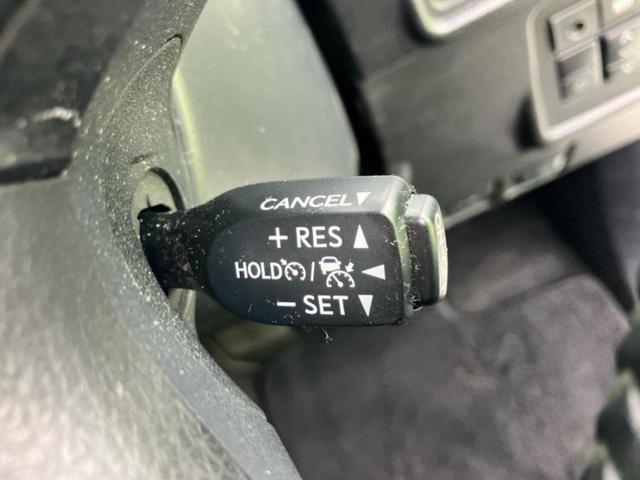 CANCEL▼
+ RES ▲
HOLD / ◀
− SET ▼